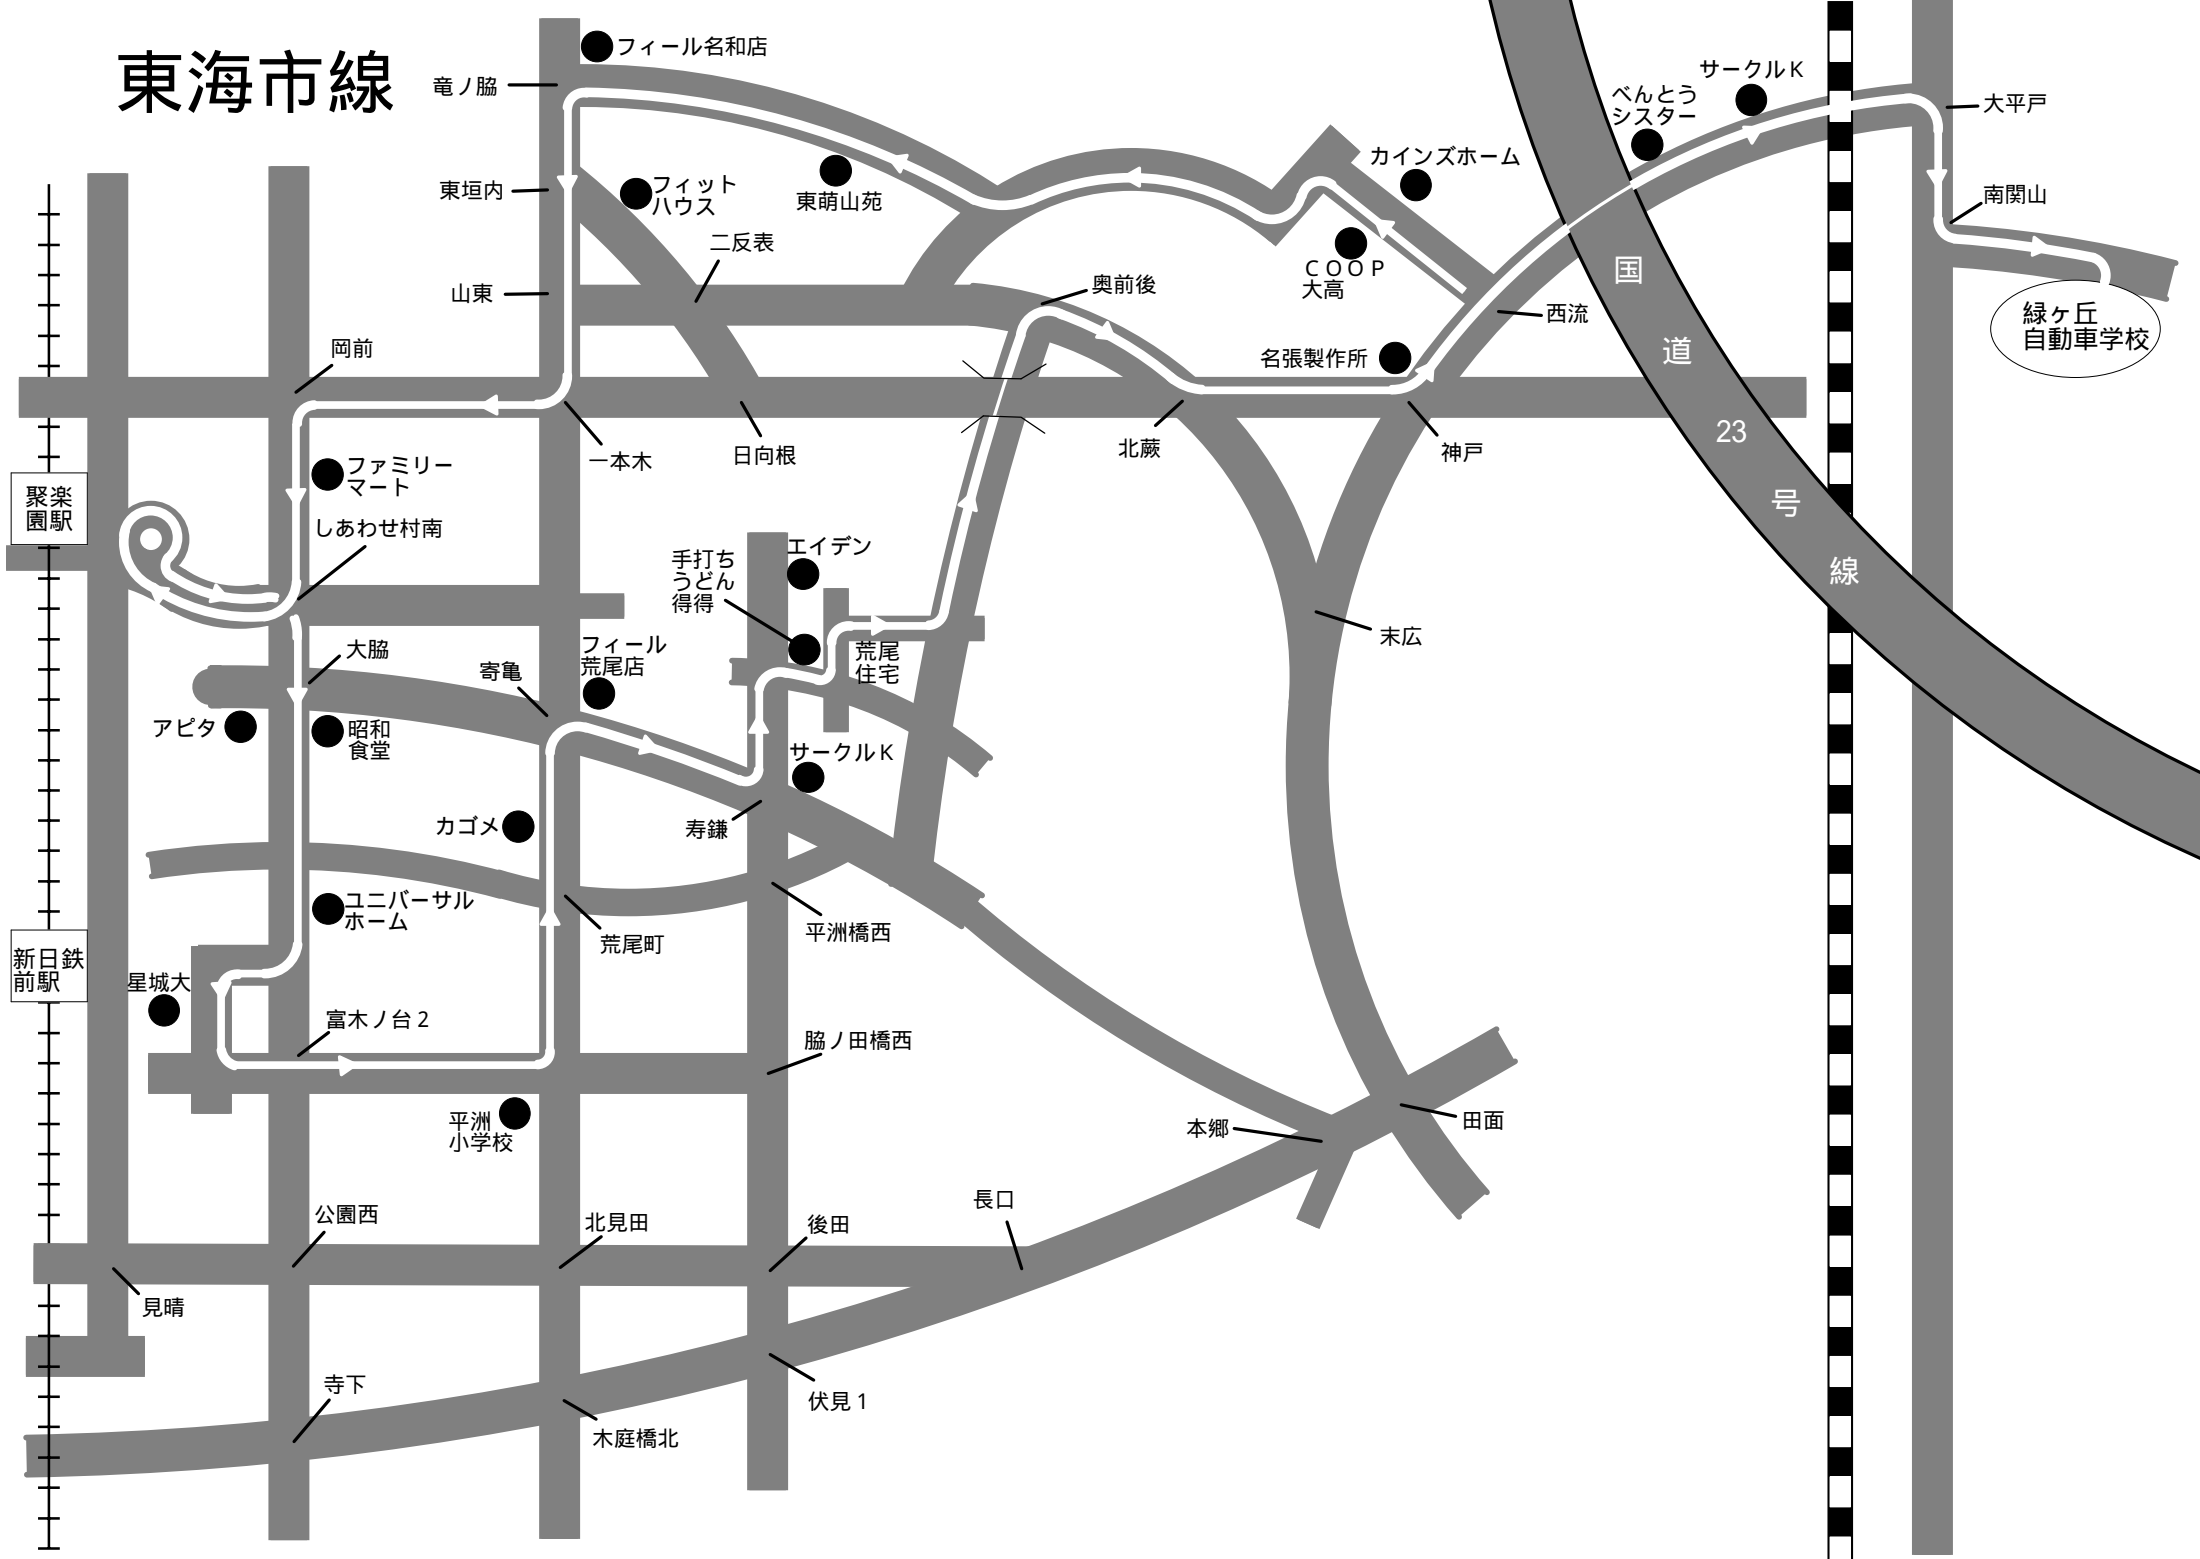 東海市線
フィール名和店
竜ノ脇
サークルK
べんとう
シスター
大平戸
カインズホーム
東垣内
フィット
ハウス
東萌山苑
南関山
二反表
COOP
大高
山東
奥前後
西流
国
道
23
号
線
緑ヶ丘
自動車学校
岡前
名張製作所
一本木
日向根
北蕨
神戸
ファミリー
マート
聚楽
園駅
しあわせ村南
手打ち
うどん
得得
エイデン
大脇
寄亀
フィール
荒尾店
荒尾
住宅
末広
アピタ
昭和
食堂
サークルK
カゴメ
寿鎌
ユニバーサル
ホーム
荒尾町
平洲橋西
新日鉄
前駅
星城大
富木ノ台2
脇ノ田橋西
平洲
小学校
本郷
田面
公園西
北見田
後田
長口
見晴
寺下
伏見1
木庭橋北